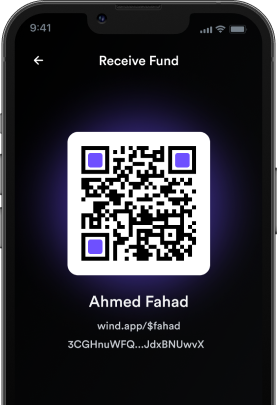 9:41
Receive Fund
Ahmed Fahad
wind.app/$fahad
3CGHnuWFQ...JdxBNUwvX